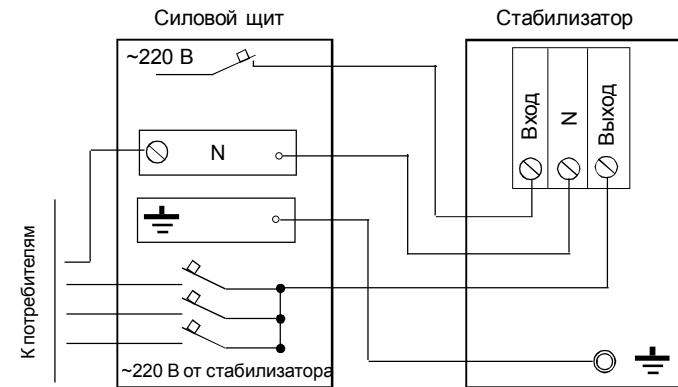 Силовой щит
Стабилизатор
~220 В
Вход
N
Выход
N
К потребителям
~220 В от стабилизатора